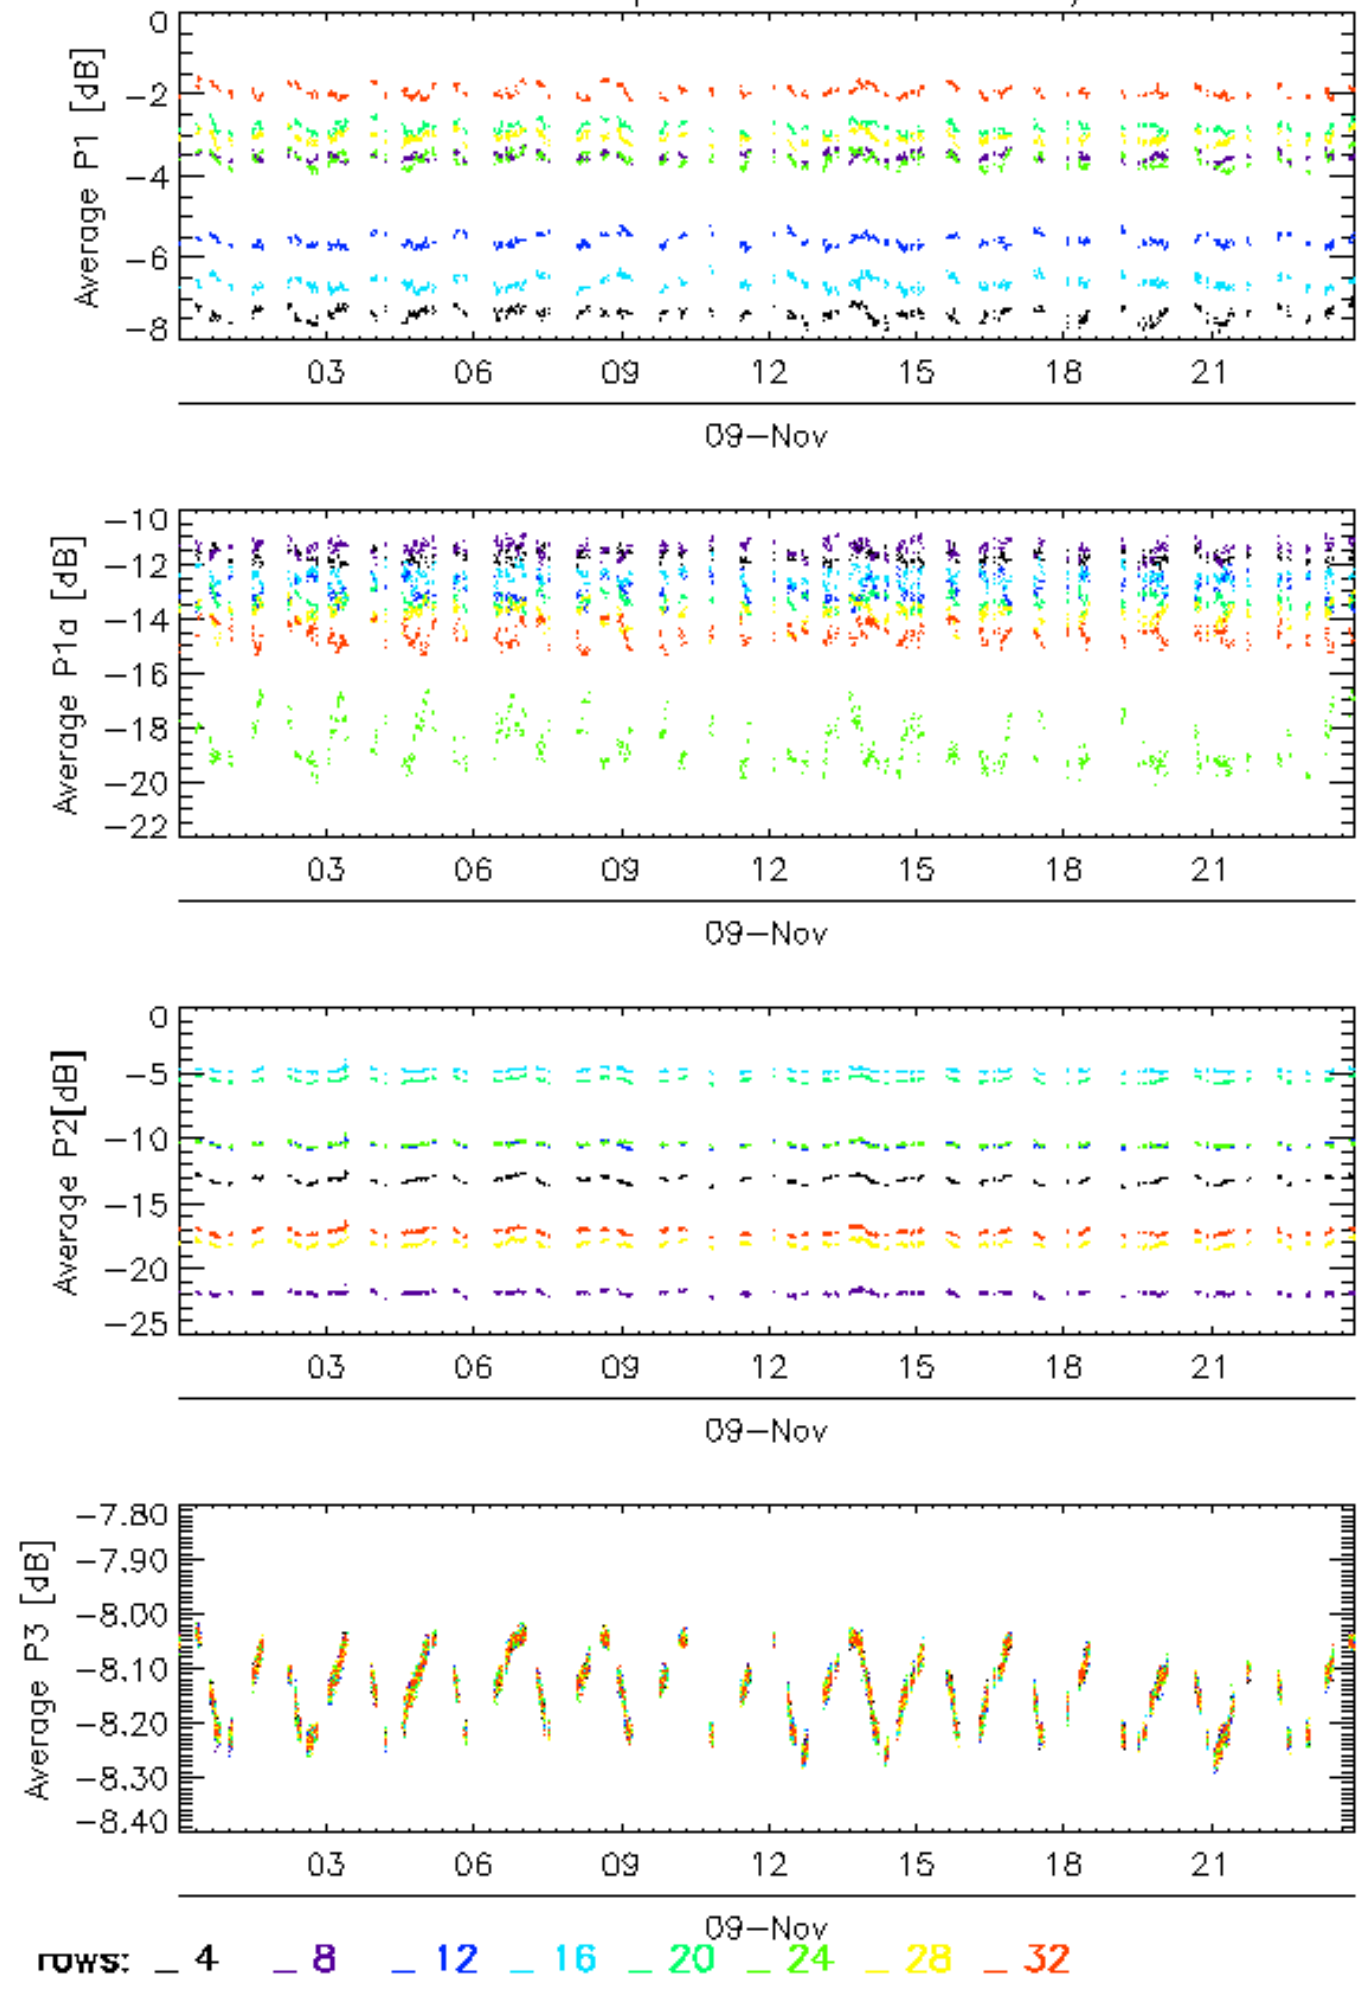 0
-2
-4
-6
-8
Average P1 [dB]
03 06 09 12 15 18 21
09-Nov
-10
-12
-14
-16
-18
-20
-22
Average P1a [dB]
03 06 09 12 15 18 21
09-Nov
0
-5
-10
-15
-20
-25
Average P2[dB]
03 06 09 12 15 18 21
09-Nov
-7.80
-7.90
-8.00
-8.10
-8.20
-8.30
-8.40
Average P3 [dB]
03 06 09 12 15 18 21
09-Nov
rows: _ 4 _ 8 _ 12 _ 16 _ 20 _ 24 _ 28 _ 32